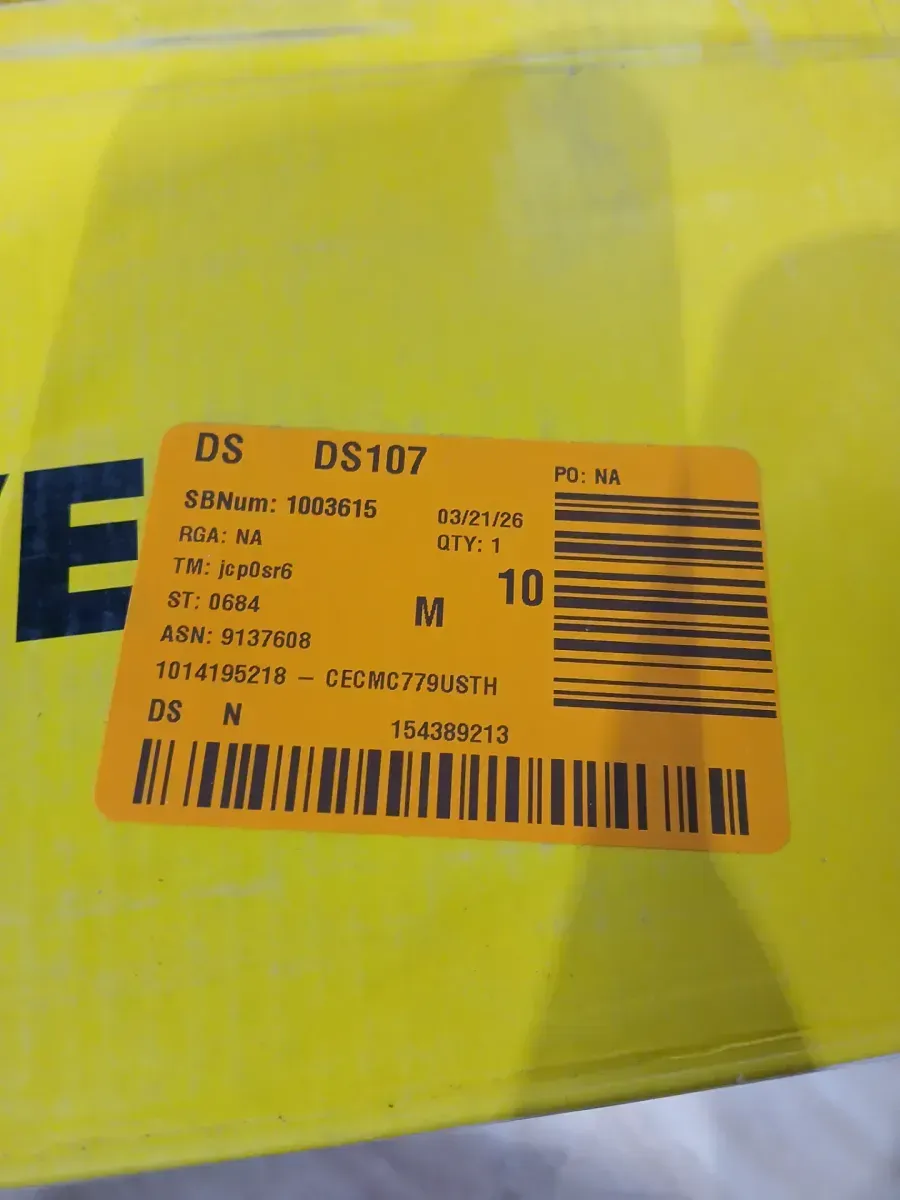 E
DS DS107
PO: NA
SBNum: 1003615
03/21/26
RGA: NA
QTY: 1
TM: jcp0sr6
10
ST: 0684
M
ASN: 9137608
1014195218 – CECMC779USTH
DS N
154389213